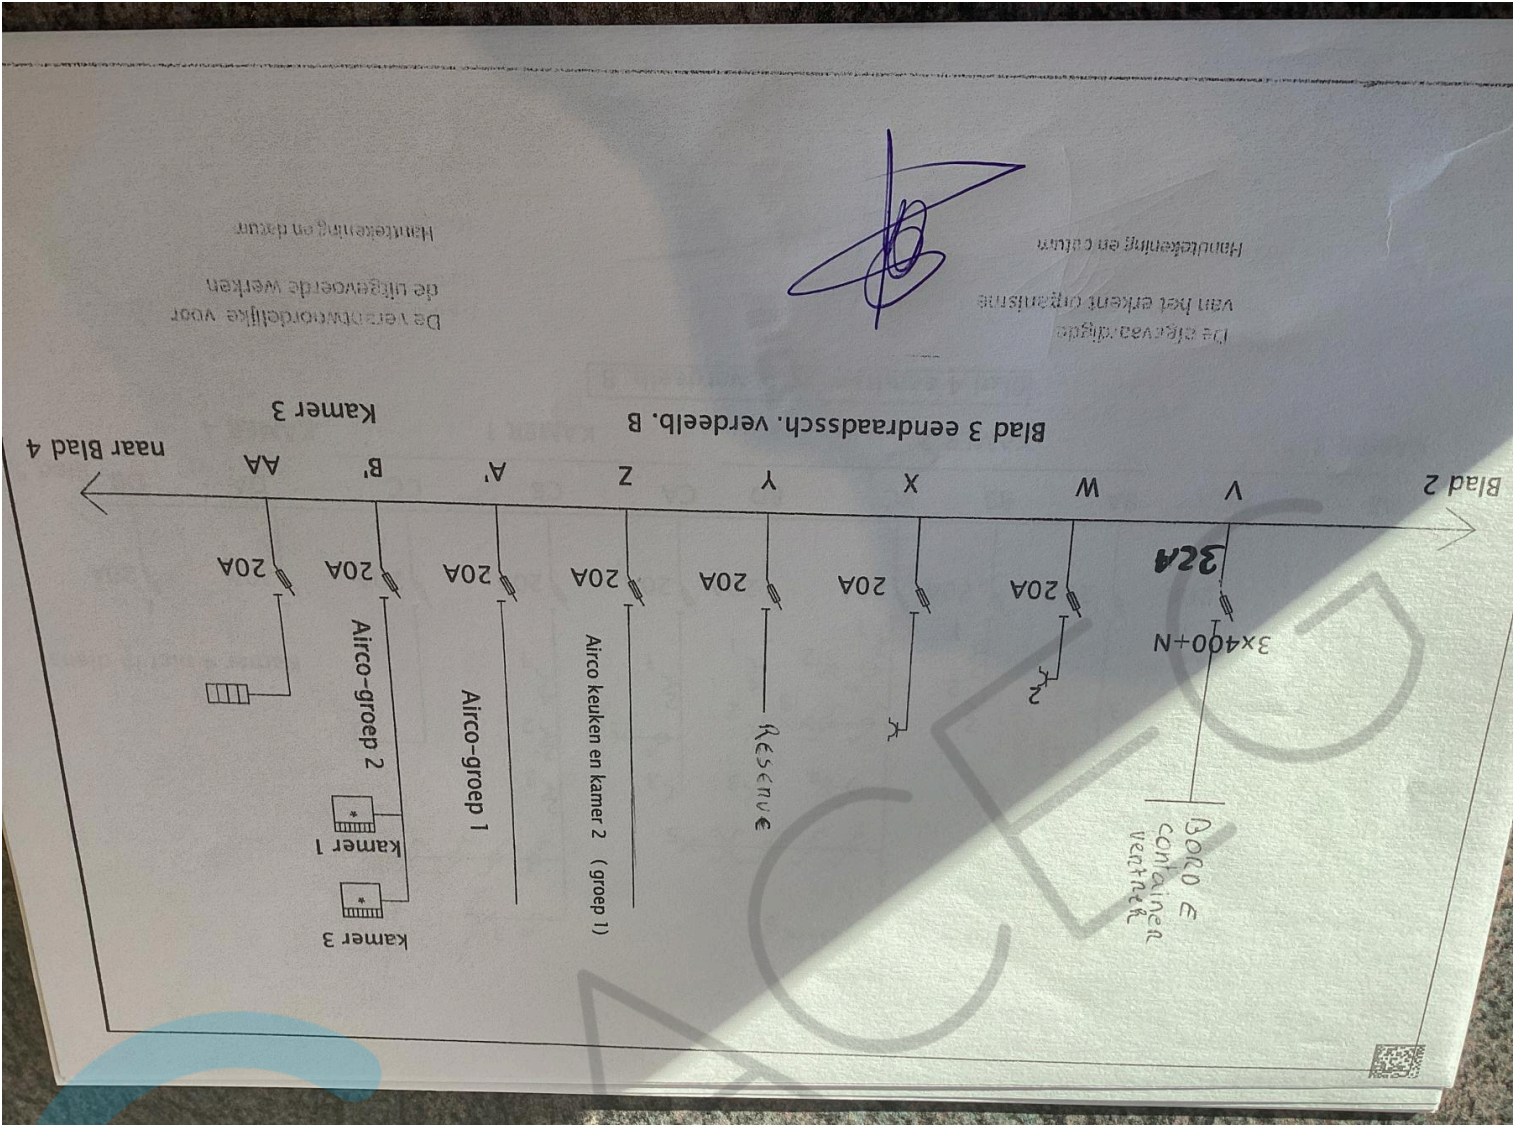 BORD E
container
vertrek
kamer 3
kamer 1
3x400+N
32A
20A
20A
20A
RESERVE
20A
Airco keuken en kamer 2 ( groep 1)
20A
Airco-groep 1
20A
Airco-groep 2
20A
Blad 2
V
W
X
Y
Z
A'
B'
AA
naar Blad 4
Blad 3 eendraadssch. verdeelb. B
Kamer 3
De afgevaardigde
van het erkent organisme
Handtekening en datum
De verantwoordelijke voor
de uitgevoerde werken
Handtekening en datum
ACEG